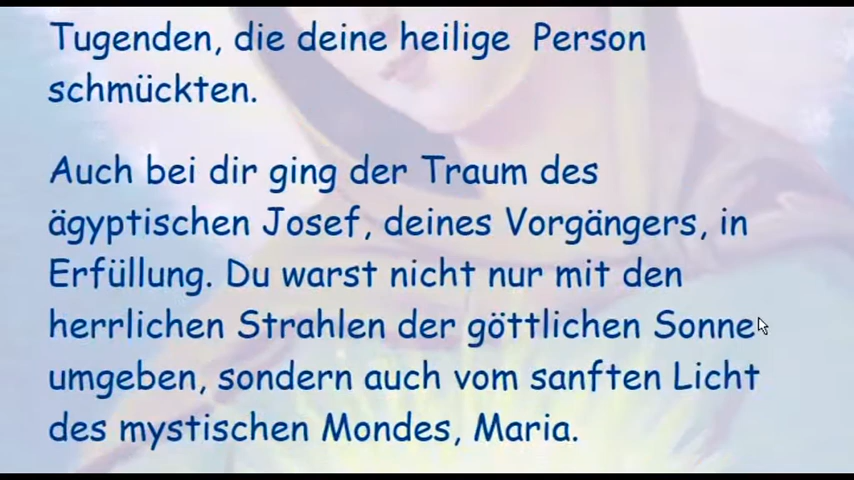 Tugenden, die deine heilige Person
schmückten.
Auch bei dir ging der Traum des
ägyptischen Josef, deines Vorgängers, in
Erfüllung. Du warst nicht nur mit den
herrlichen Strahlen der göttlichen Sonne
umgeben, sondern auch vom sanften Licht
des mystischen Mondes, Maria.